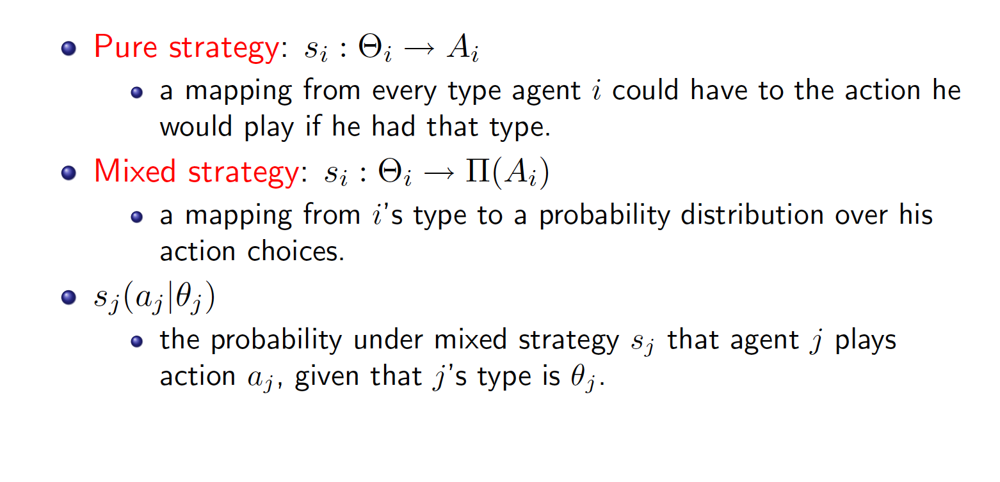 Pure strategy: $s_i : \Theta_i \rightarrow A_i$
a mapping from every type agent $i$ could have to the action he
would play if he had that type.
Mixed strategy: $s_i : \Theta_i \rightarrow \Pi(A_i)$
a mapping from $i$'s type to a probability distribution over his
action choices.
$s_j(a_j|\theta_j)$
the probability under mixed strategy $s_j$ that agent $j$ plays
action $a_j$, given that $j$'s type is $\theta_j$.